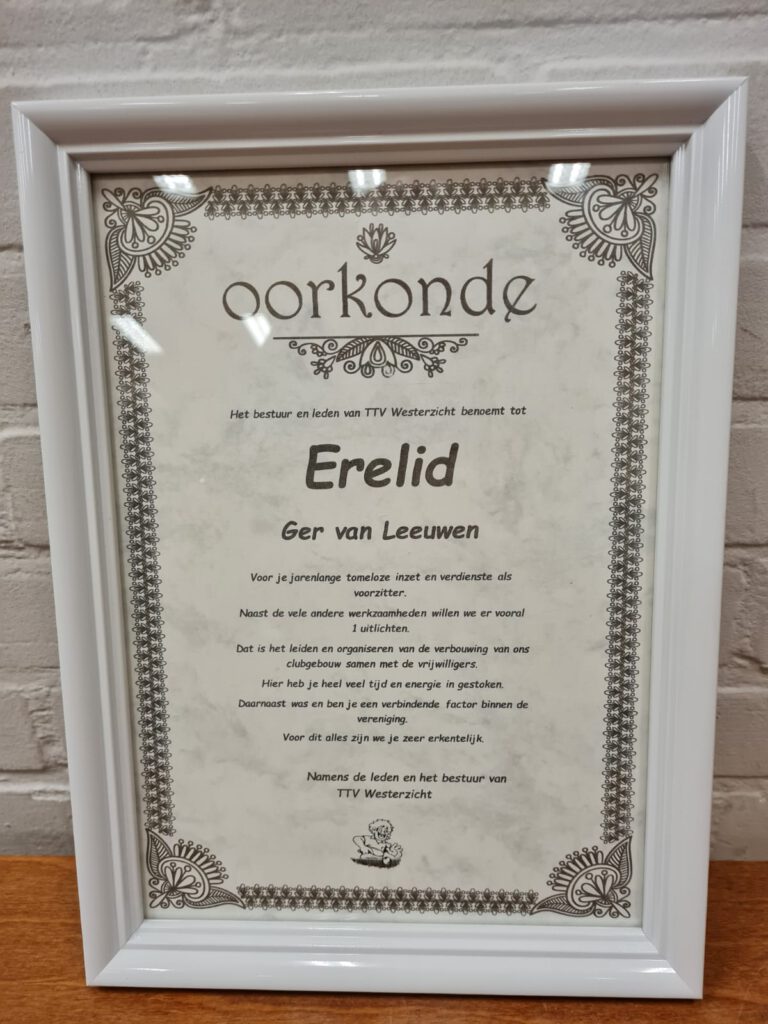 oorkonde
Het bestuur en leden van TTV Westerzicht benoemt tot
Erelid
Ger van Leeuwen
Voor je jarenlange tomeloze inzet en verdienste als
voorzitter.
Naast de vele andere werkzaamheden willen we er vooral
1 uitlichten.
Dat is het leiden en organiseren van de verbouwing van ons
clubgebouw samen met de vrijwilligers.
Hier heb je heel veel tijd en energie in gestoken.
Daarnaast was en ben je een verbindende factor binnen de
vereniging.
Voor dit alles zijn we je zeer erkentelijk.
Namens de leden en het bestuur van
TTV Westerzicht